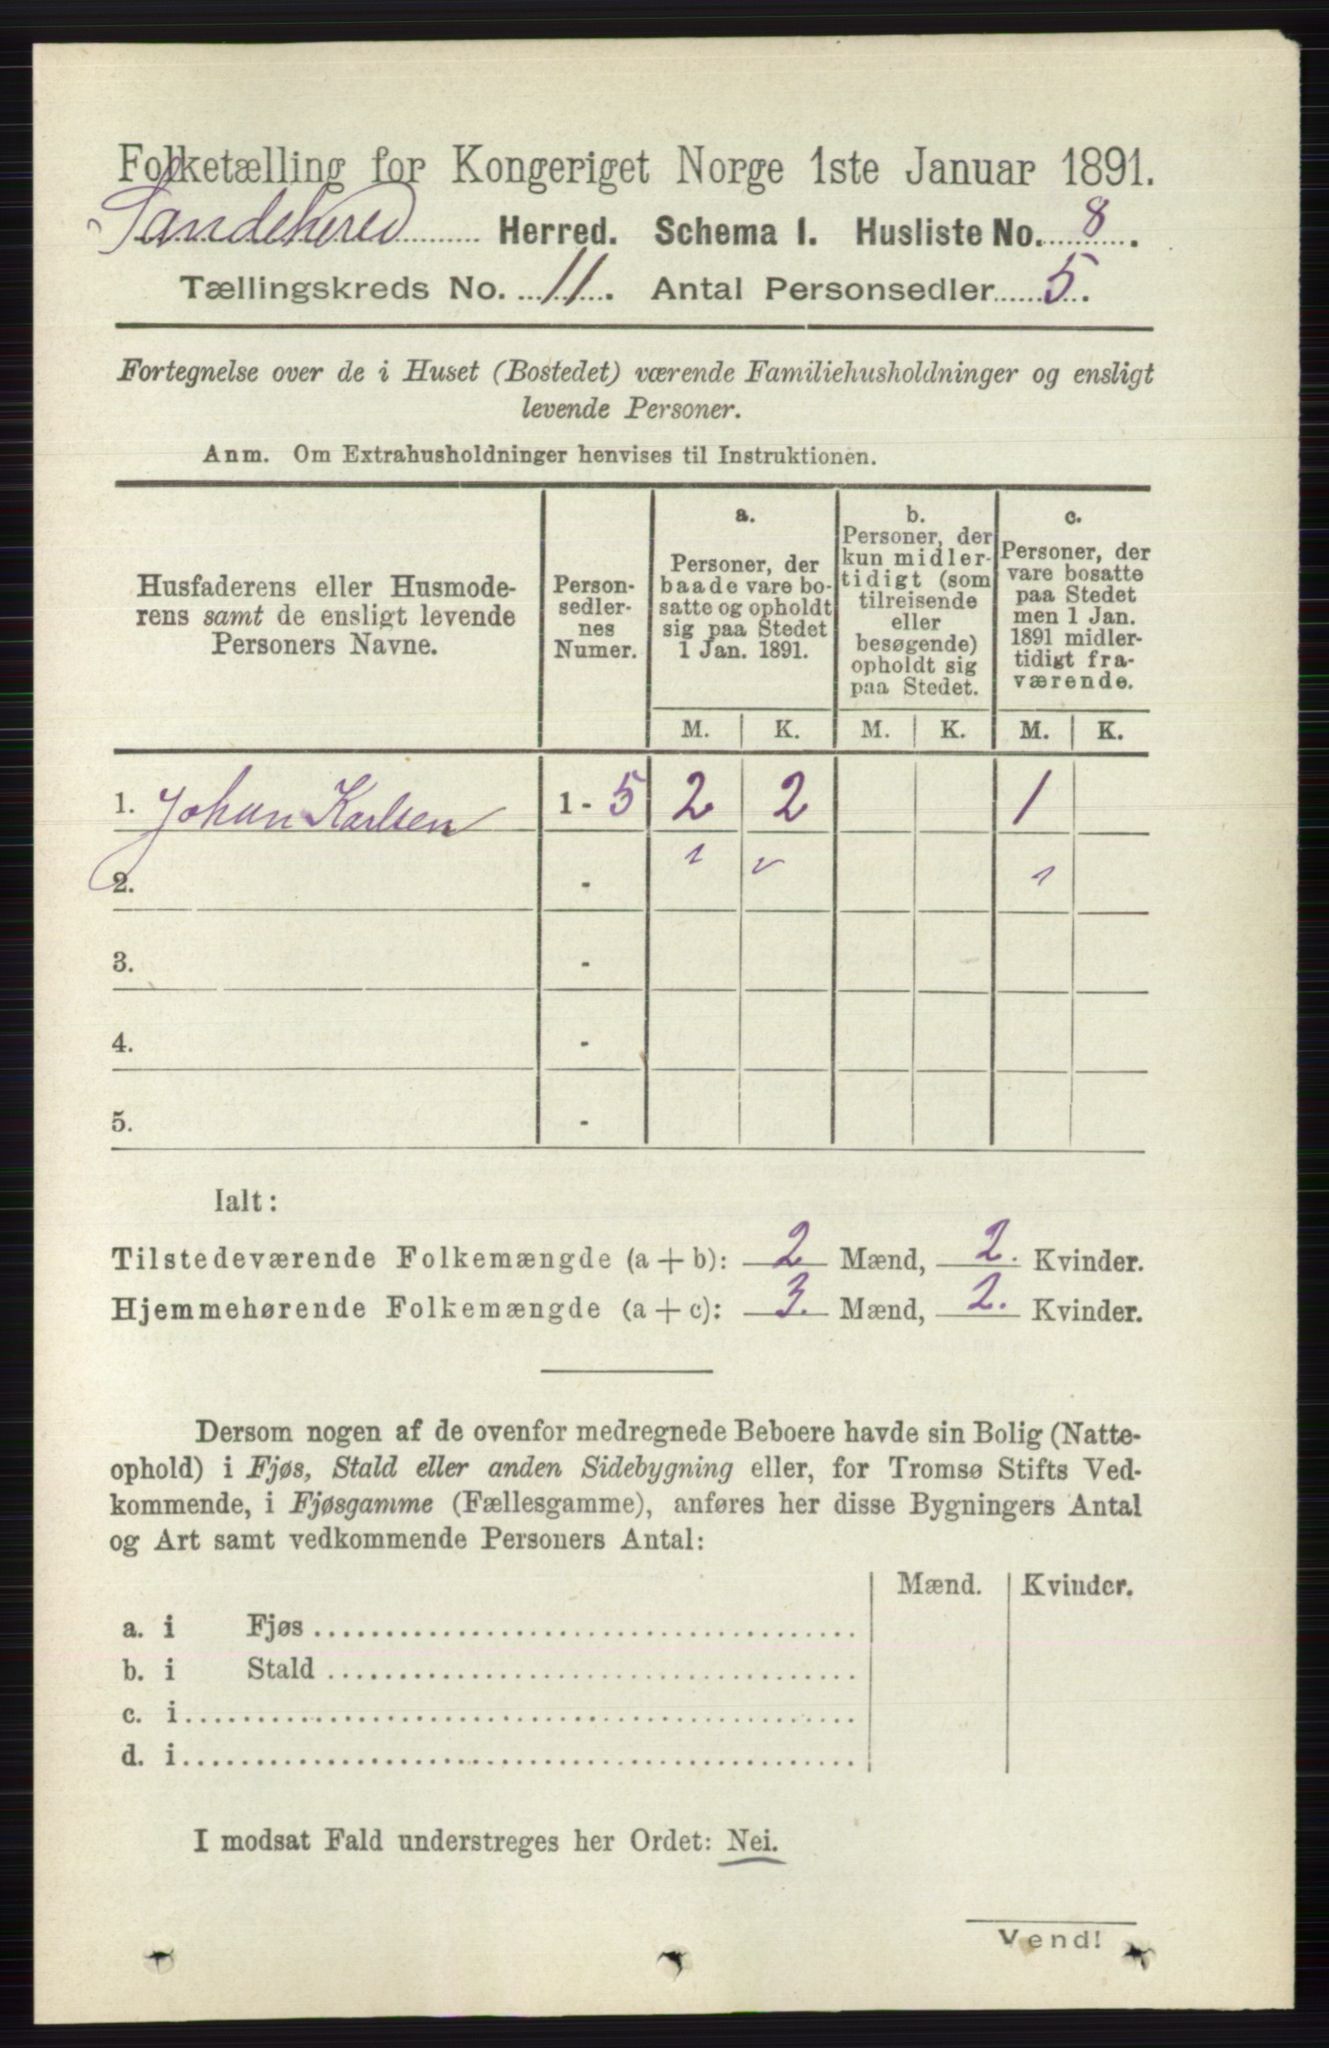 Folketælling for Kongeriget Norge 1ste Januar 1891.
Sandeherred Herred. Schema I. Husliste No. 8.
Tællingskreds No. 11. Antal Personsedler 5.
Fortegnelse over de i Huset (Bostedet) værende Familiehusholdninger og ensligt
levende Personer.
Anm. Om Extrahusholdninger henvises til Instruktionen.
Husfaderens eller Husmode-
rens samt de ensligt levende
Personers Navne.
Person-
sedler-
nes
Numer.
a.
Personer, der
baade vare bo-
satte og opholdt
sig paa Stedet
1 Jan. 1891.
b.
Personer, der
kun midler-
tidigt (som
tilreisende
eller
besøgende)
opholdt sig
paa Stedet.
c.
Personer, der
vare bosatte
paa Stedet
men 1 Jan.
1891 midler-
tidigt fra-
værende.
M. K. M. K. M. K.
1. Johan Karlsen 1 - 5 2 2 1
2. -
3. -
4. -
5. -
Ialt:
Tilstedeværende Folkemængde (a + b): 2 Mænd, 2. Kvinder.
Hjemmehørende Folkemængde (a + c): 3. Mænd, 2. Kvinder.
Dersom nogen af de ovenfor medregnede Beboere havde sin Bolig (Natte-
ophold) i Fjøs, Stald eller anden Sidebygning eller, for Tromsø Stifts Ved-
kommende, i Fjøsgamme (Fællesgamme), anføres her disse Bygningers Antal
og Art samt vedkommende Personers Antal:
Mænd. Kvinder.
a. i Fjøs
b. i Stald
c. i
d. i
I modsat Fald understreges her Ordet: Nei.
Vend!